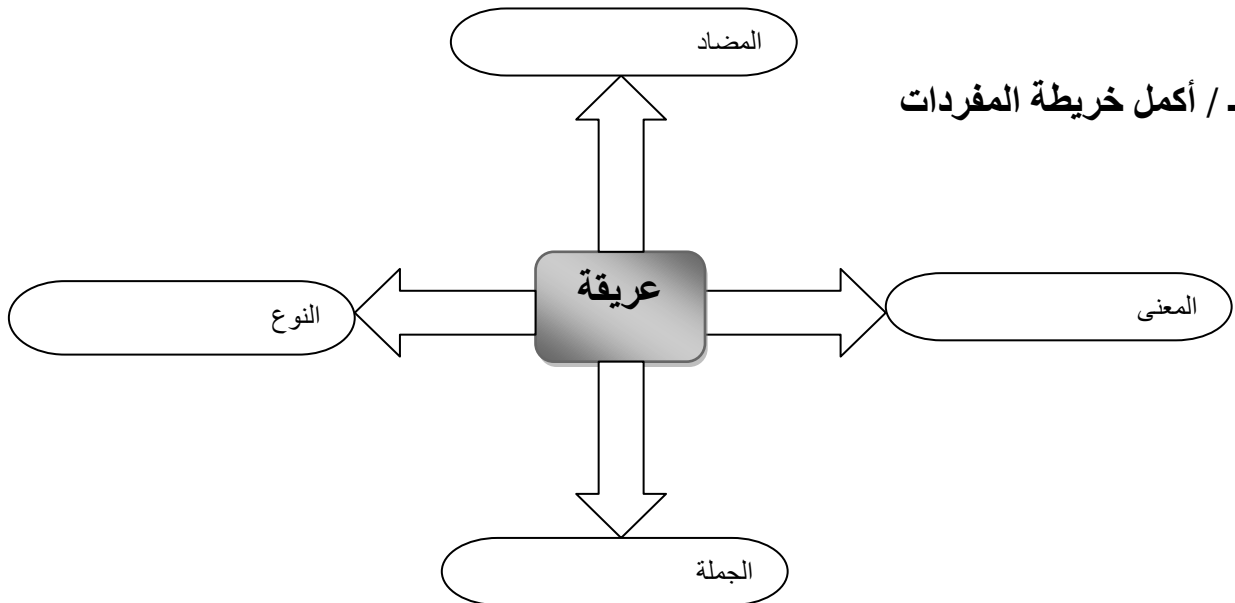 المضاد
ـ / أكمل خريطة المفردات
عريقة
المعنى
النوع
الجملة